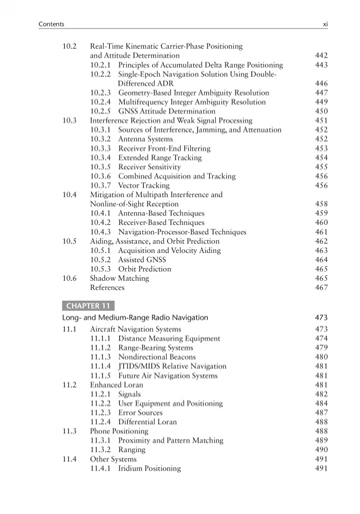 Contents xi
10.2 Real-Time Kinematic Carrier-Phase Positioning
and Attitude Determination 442
10.2.1 Principles of Accumulated Delta Range Positioning 443
10.2.2 Single-Epoch Navigation Solution Using Double-
Differenced ADR 446
10.2.3 Geometry-Based Integer Ambiguity Resolution 447
10.2.4 Multifrequency Integer Ambiguity Resolution 449
10.2.5 GNSS Attitude Determination 450
10.3 Interference Rejection and Weak Signal Processing 451
10.3.1 Sources of Interference, Jamming, and Attenuation 452
10.3.2 Antenna Systems 452
10.3.3 Receiver Front-End Filtering 453
10.3.4 Extended Range Tracking 454
10.3.5 Receiver Sensitivity 455
10.3.6 Combined Acquisition and Tracking 456
10.3.7 Vector Tracking 456
10.4 Mitigation of Multipath Interference and
Nonline-of-Sight Reception 458
10.4.1 Antenna-Based Techniques 459
10.4.2 Receiver-Based Techniques 460
10.4.3 Navigation-Processor-Based Techniques 461
10.5 Aiding, Assistance, and Orbit Prediction 462
10.5.1 Acquisition and Velocity Aiding 463
10.5.2 Assisted GNSS 464
10.5.3 Orbit Prediction 465
10.6 Shadow Matching 465
References 467
CHAPTER 11
Long- and Medium-Range Radio Navigation 473
11.1 Aircraft Navigation Systems 473
11.1.1 Distance Measuring Equipment 474
11.1.2 Range-Bearing Systems 479
11.1.3 Nondirectional Beacons 480
11.1.4 JTIDS/MIDS Relative Navigation 481
11.1.5 Future Air Navigation Systems 481
11.2 Enhanced Loran 481
11.2.1 Signals 482
11.2.2 User Equipment and Positioning 484
11.2.3 Error Sources 487
11.2.4 Differential Loran 488
11.3 Phone Positioning 488
11.3.1 Proximity and Pattern Matching 489
11.3.2 Ranging 490
11.4 Other Systems 491
11.4.1 Iridium Positioning 491